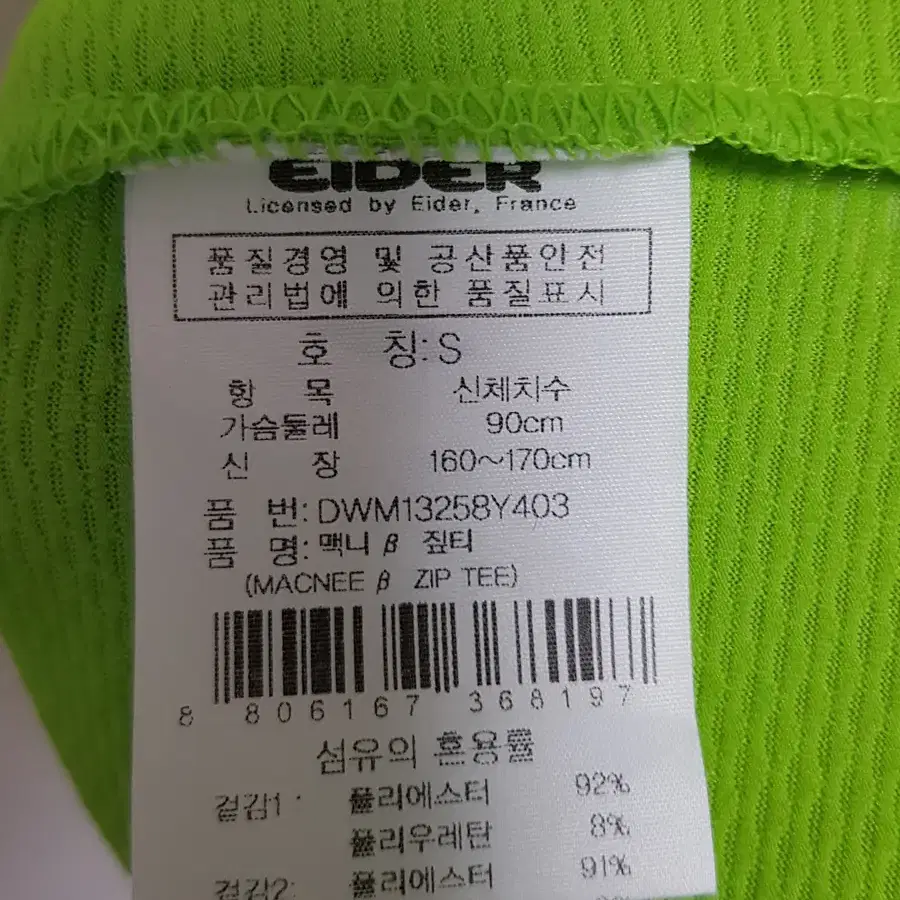 EIDER
Licensed by Eider, France
품질경영 및 공산품안전
관리법에 의한 품질표시
호 칭: S
항 목 신체치수
가슴둘레 90cm
신 장 160~170cm
품 번: DWM13258Y403
품 명: 맥니 β 짚티
(MACNEE β ZIP TEE)
8 806167 368197
섬유의 혼용률
겉감1: 폴리에스터 92%
폴리우레탄 8%
겉감2: 폴리에스터 91%